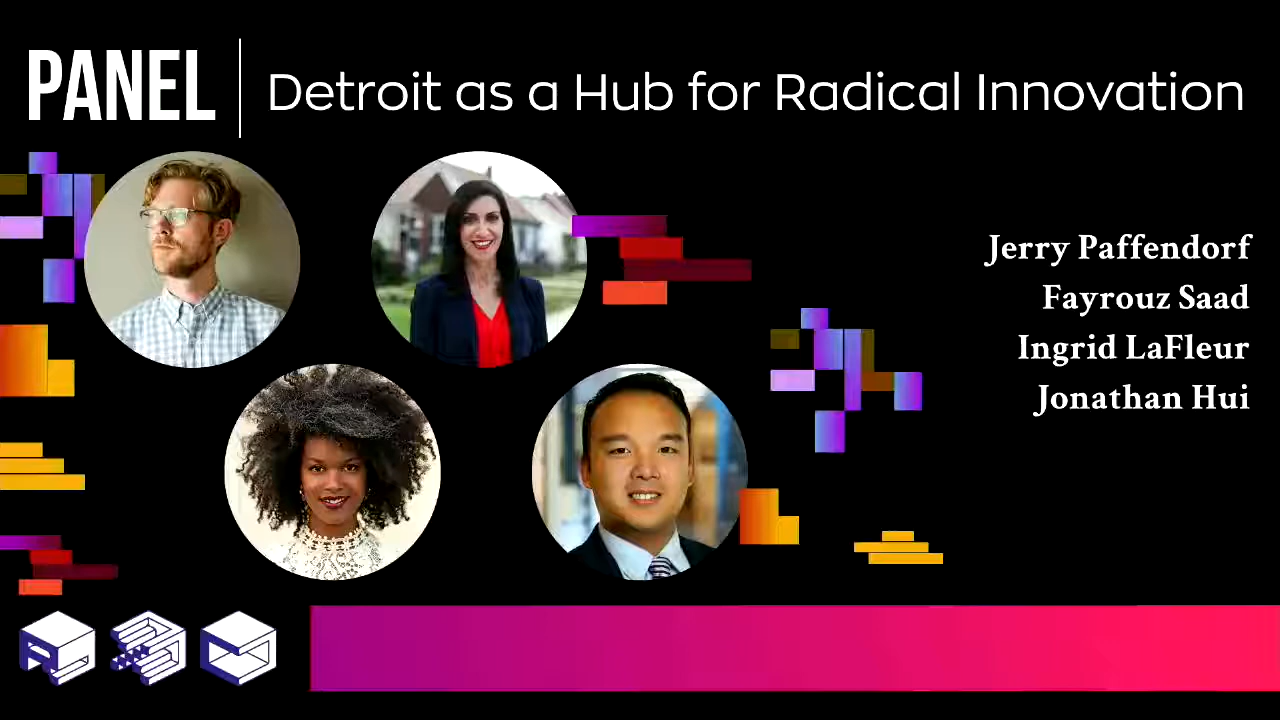 PANEL
Detroit as a Hub for Radical Innovation
Jerry Paffendorf
Fayrouz Saad
Ingrid LaFleur
Jonathan Hui